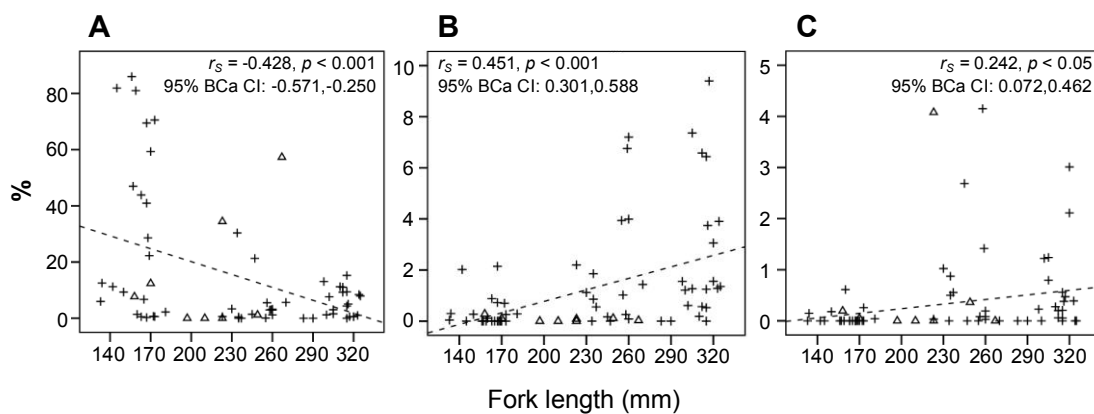 A
B
C
rS = -0.428, p < 0.001
95% BCa CI: -0.571,-0.250
rS = 0.451, p < 0.001
95% BCa CI: 0.301,0.588
rS = 0.242, p < 0.05
95% BCa CI: 0.072,0.462
%
80
60
40
20
0
10
8
6
4
2
0
5
4
3
2
1
0
140 170 200 230 260 290 320
140 170 200 230 260 290 320
140 170 200 230 260 290 320
Fork length (mm)